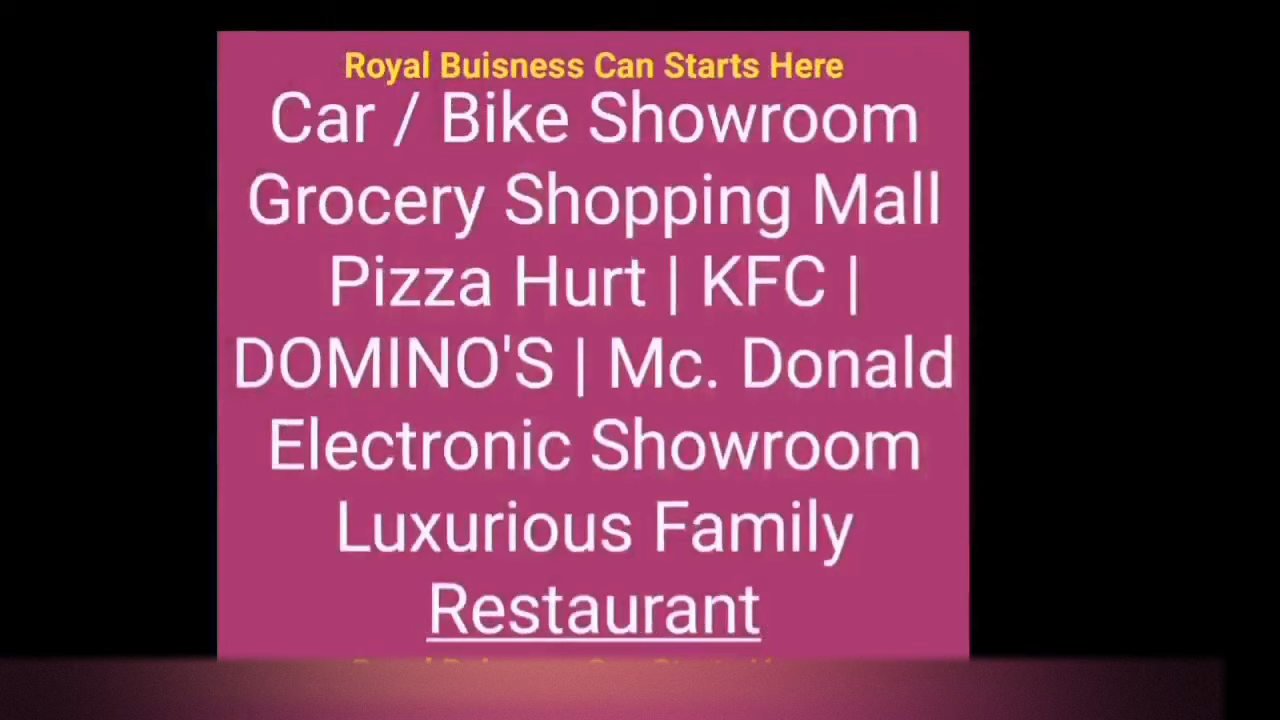 Royal Buisness Can Starts Here
Car / Bike Showroom
Grocery Shopping Mall
Pizza Hurt | KFC |
DOMINO'S | Mc. Donald
Electronic Showroom
Luxurious Family
Restaurant